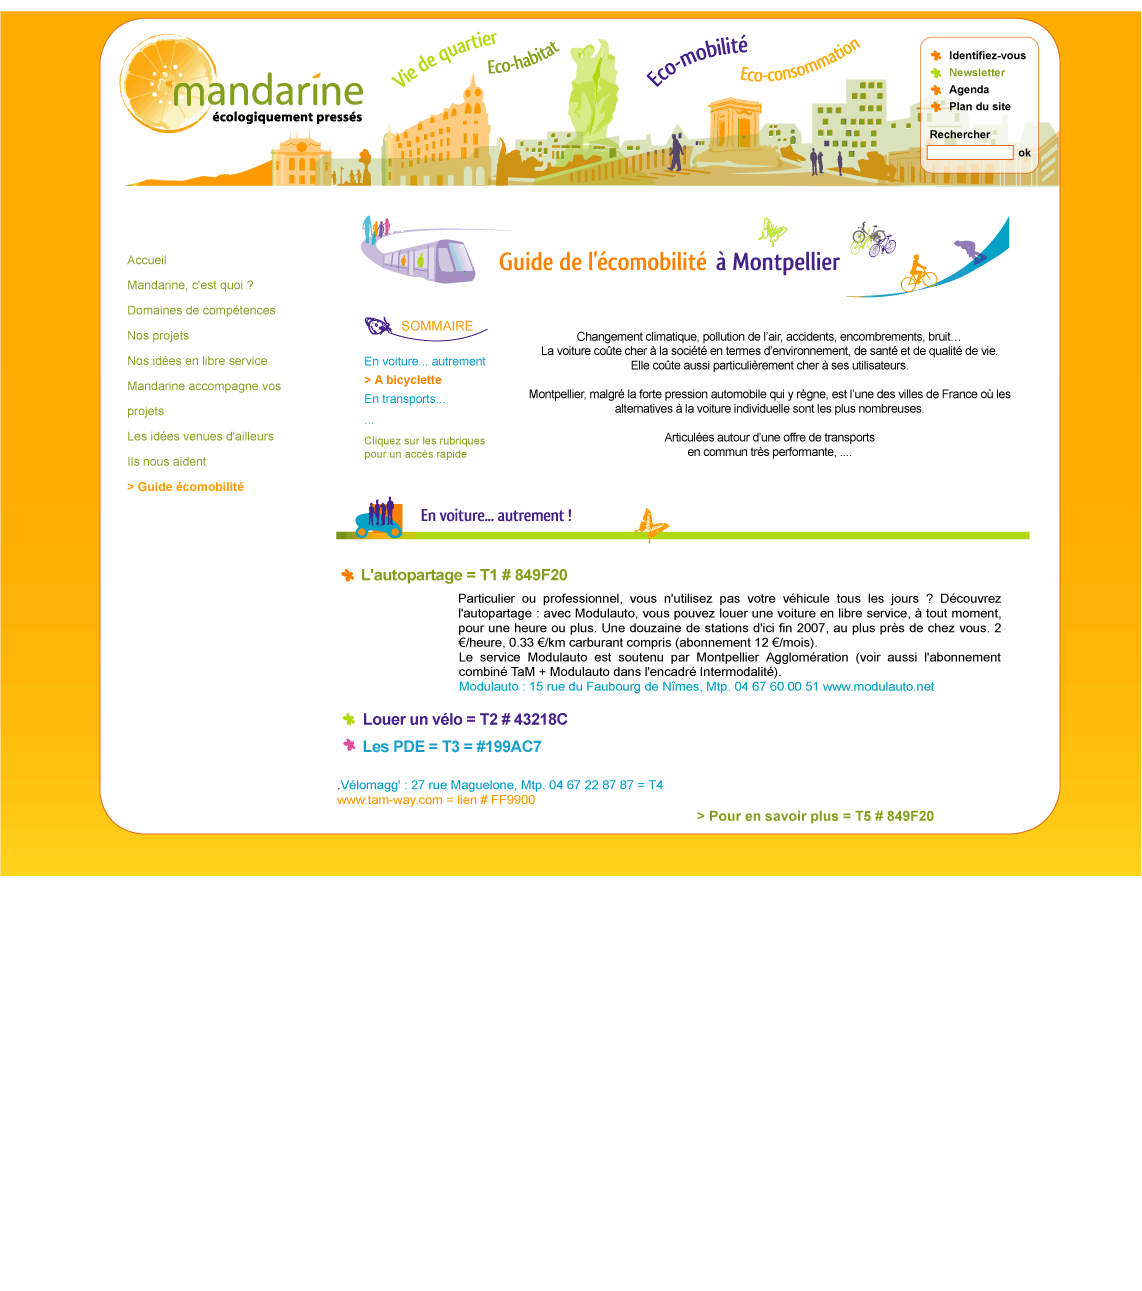 mandarine
écologiquement pressés
Vie de quartier
Eco-habitat
Eco-mobilité
Eco-consommation
Identifiez-vous
Newsletter
Agenda
Plan du site
Rechercher
ok
Accueil
Mandarine, c'est quoi ?
Domaines de compétences
Nos projets
Nos idées en libre service
Mandarine accompagne vos
projets
Les idées venues d'ailleurs
Ils nous aident
> Guide écomobilité
Guide de l'écomobilité à Montpellier
SOMMAIRE
En voiture... autrement
> A bicyclette
En transports...
...
Cliquez sur les rubriques
pour un accès rapide
Changement climatique, pollution de l’air, accidents, encombrements, bruit…
La voiture coûte cher à la société en termes d’environnement, de santé et de qualité de vie.
Elle coûte aussi particulièrement cher à ses utilisateurs.
Montpellier, malgré la forte pression automobile qui y règne, est l’une des villes de France où les
alternatives à la voiture individuelle sont les plus nombreuses.
Articulées autour d’une offre de transports
en commun très performante, ....
En voiture... autrement !
L'autopartage = T1 # 849F20
Particulier ou professionnel, vous n'utilisez pas votre véhicule tous les jours ? Découvrez
l'autopartage : avec Modulauto, vous pouvez louer une voiture en libre service, à tout moment,
pour une heure ou plus. Une douzaine de stations d'ici fin 2007, au plus près de chez vous. 2
€/heure, 0.33 €/km carburant compris (abonnement 12 €/mois).
Le service Modulauto est soutenu par Montpellier Agglomération (voir aussi l'abonnement
combiné TaM + Modulauto dans l'encadré Intermodalité).
Modulauto : 15 rue du Faubourg de Nîmes, Mtp. 04 67 60 00 51 www.modulauto.net
Louer un vélo = T2 # 43218C
Les PDE = T3 = #199AC7
.Vélomagg' : 27 rue Maguelone, Mtp. 04 67 22 87 87 = T4
www.tam-way.com = lien # FF9900
> Pour en savoir plus = T5 # 849F20